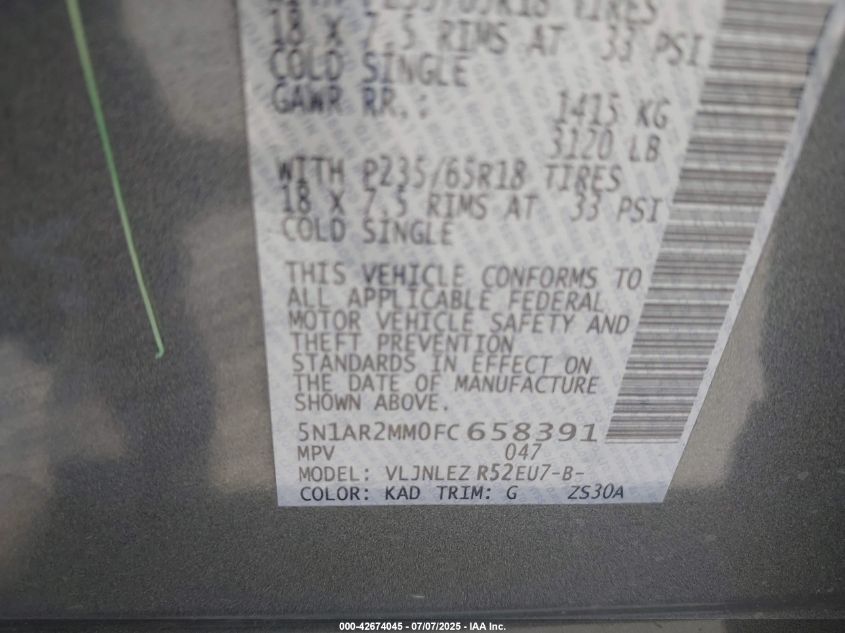 P235/65R18 TIRES
18 X 7.5 RIMS AT 33 PSI
COLD SINGLE
GAWR RR.: 1415 KG
3120 LB
WITH P235/65R18 TIRES
18 X 7.5 RIMS AT 33 PSI
COLD SINGLE
THIS VEHICLE CONFORMS TO
ALL APPLICABLE FEDERAL
MOTOR VEHICLE SAFETY AND
THEFT PREVENTION
STANDARDS IN EFFECT ON
THE DATE OF MANUFACTURE
SHOWN ABOVE.
5N1AR2MM0FC658391
MPV 047
MODEL: VLJNLEZ R52EU7-B-
COLOR: KAD TRIM: G ZS30A
000-42674045 - 07/07/2025 - IAA Inc.